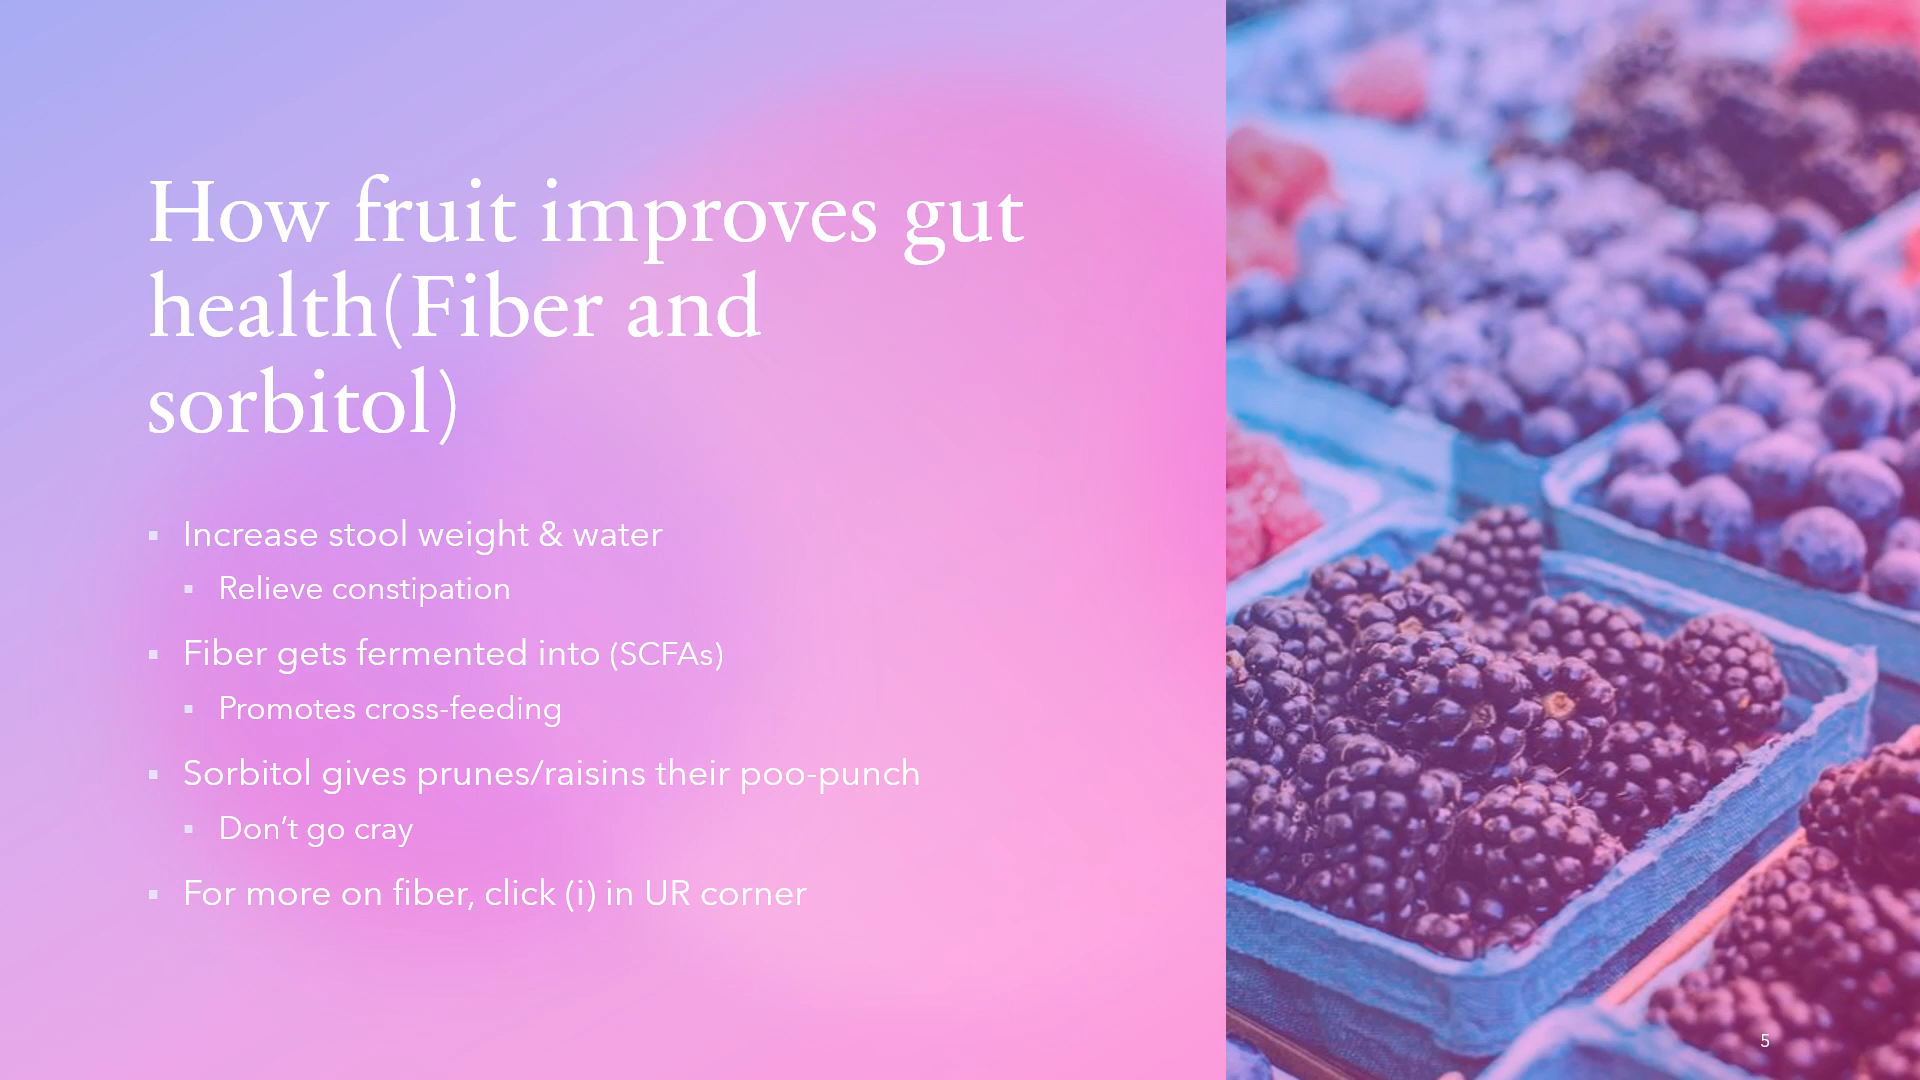 How fruit improves gut
health(Fiber and
sorbitol)
▪ Increase stool weight & water
▪ Relieve constipation
▪ Fiber gets fermented into (SCFAs)
▪ Promotes cross-feeding
▪ Sorbitol gives prunes/raisins their poo-punch
▪ Don’t go cray
▪ For more on fiber, click (i) in UR corner
5